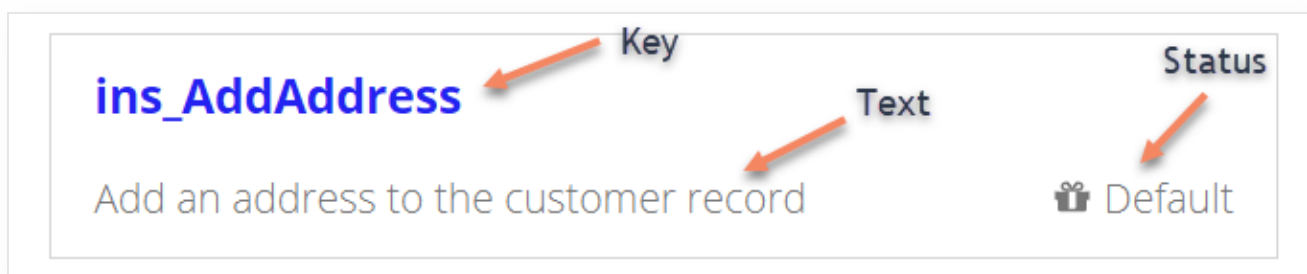 Key
Status
ins_AddAddress
Text
Add an address to the customer record
Default